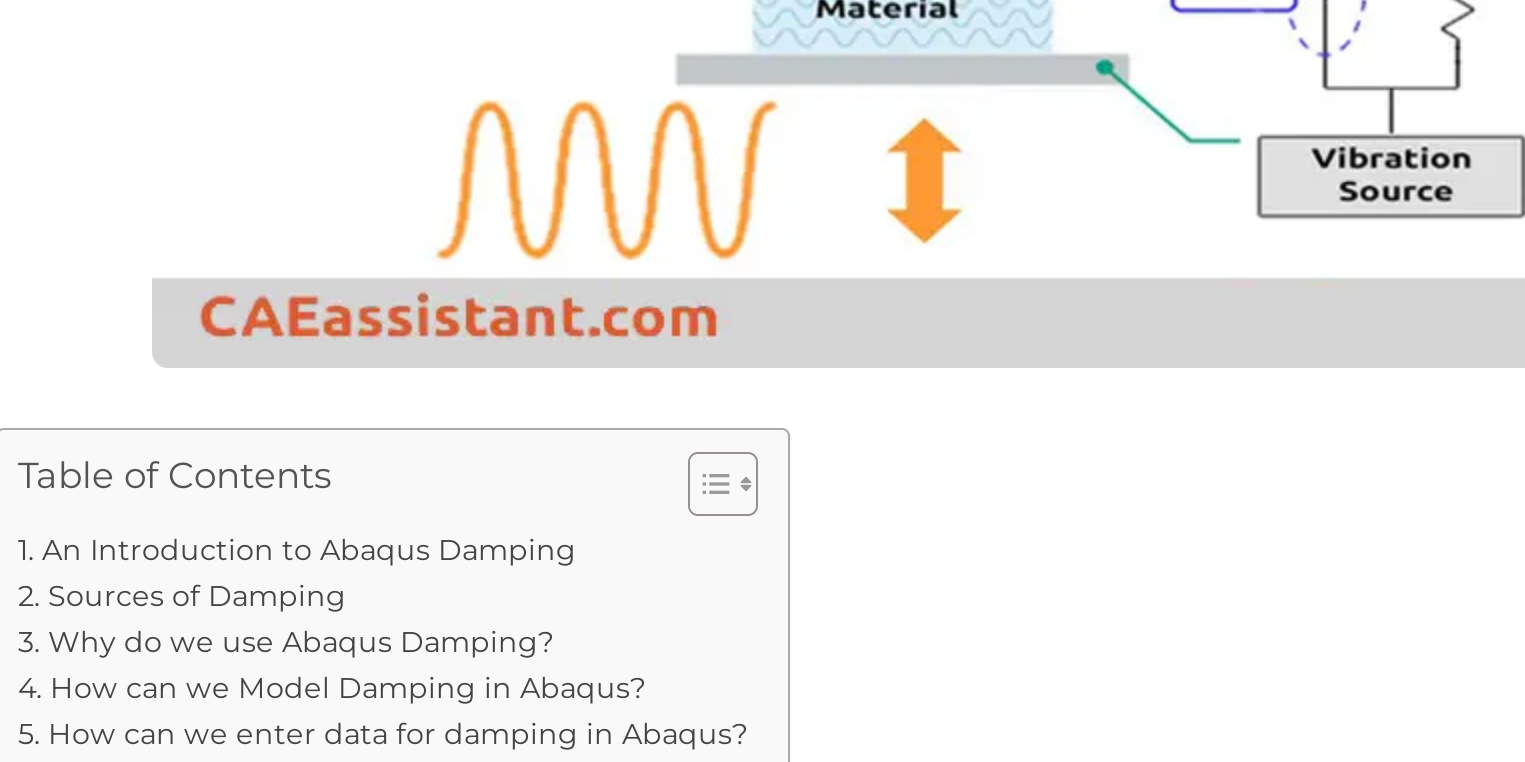 Material
Vibration
Source
CAEassistant.com
Table of Contents
1. An Introduction to Abaqus Damping
2. Sources of Damping
3. Why do we use Abaqus Damping?
4. How can we Model Damping in Abaqus?
5. How can we enter data for damping in Abaqus?